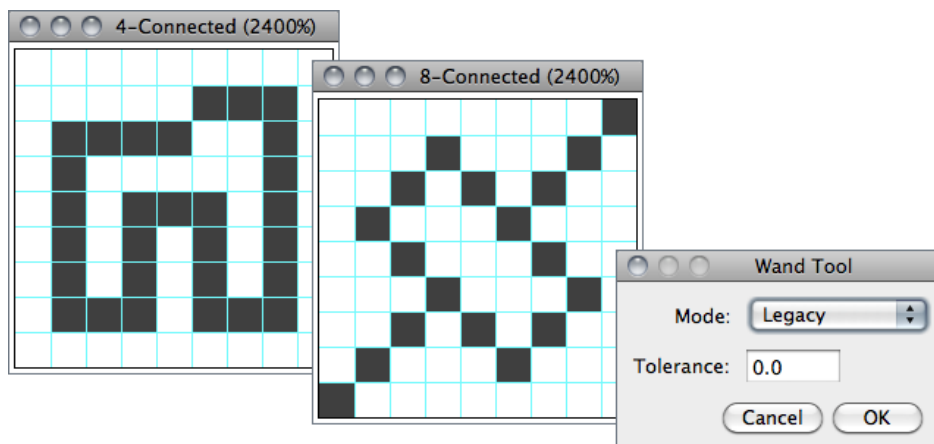 4-Connected (2400%)
8-Connected (2400%)
Wand Tool
Mode: Legacy
Tolerance: 0.0
Cancel OK